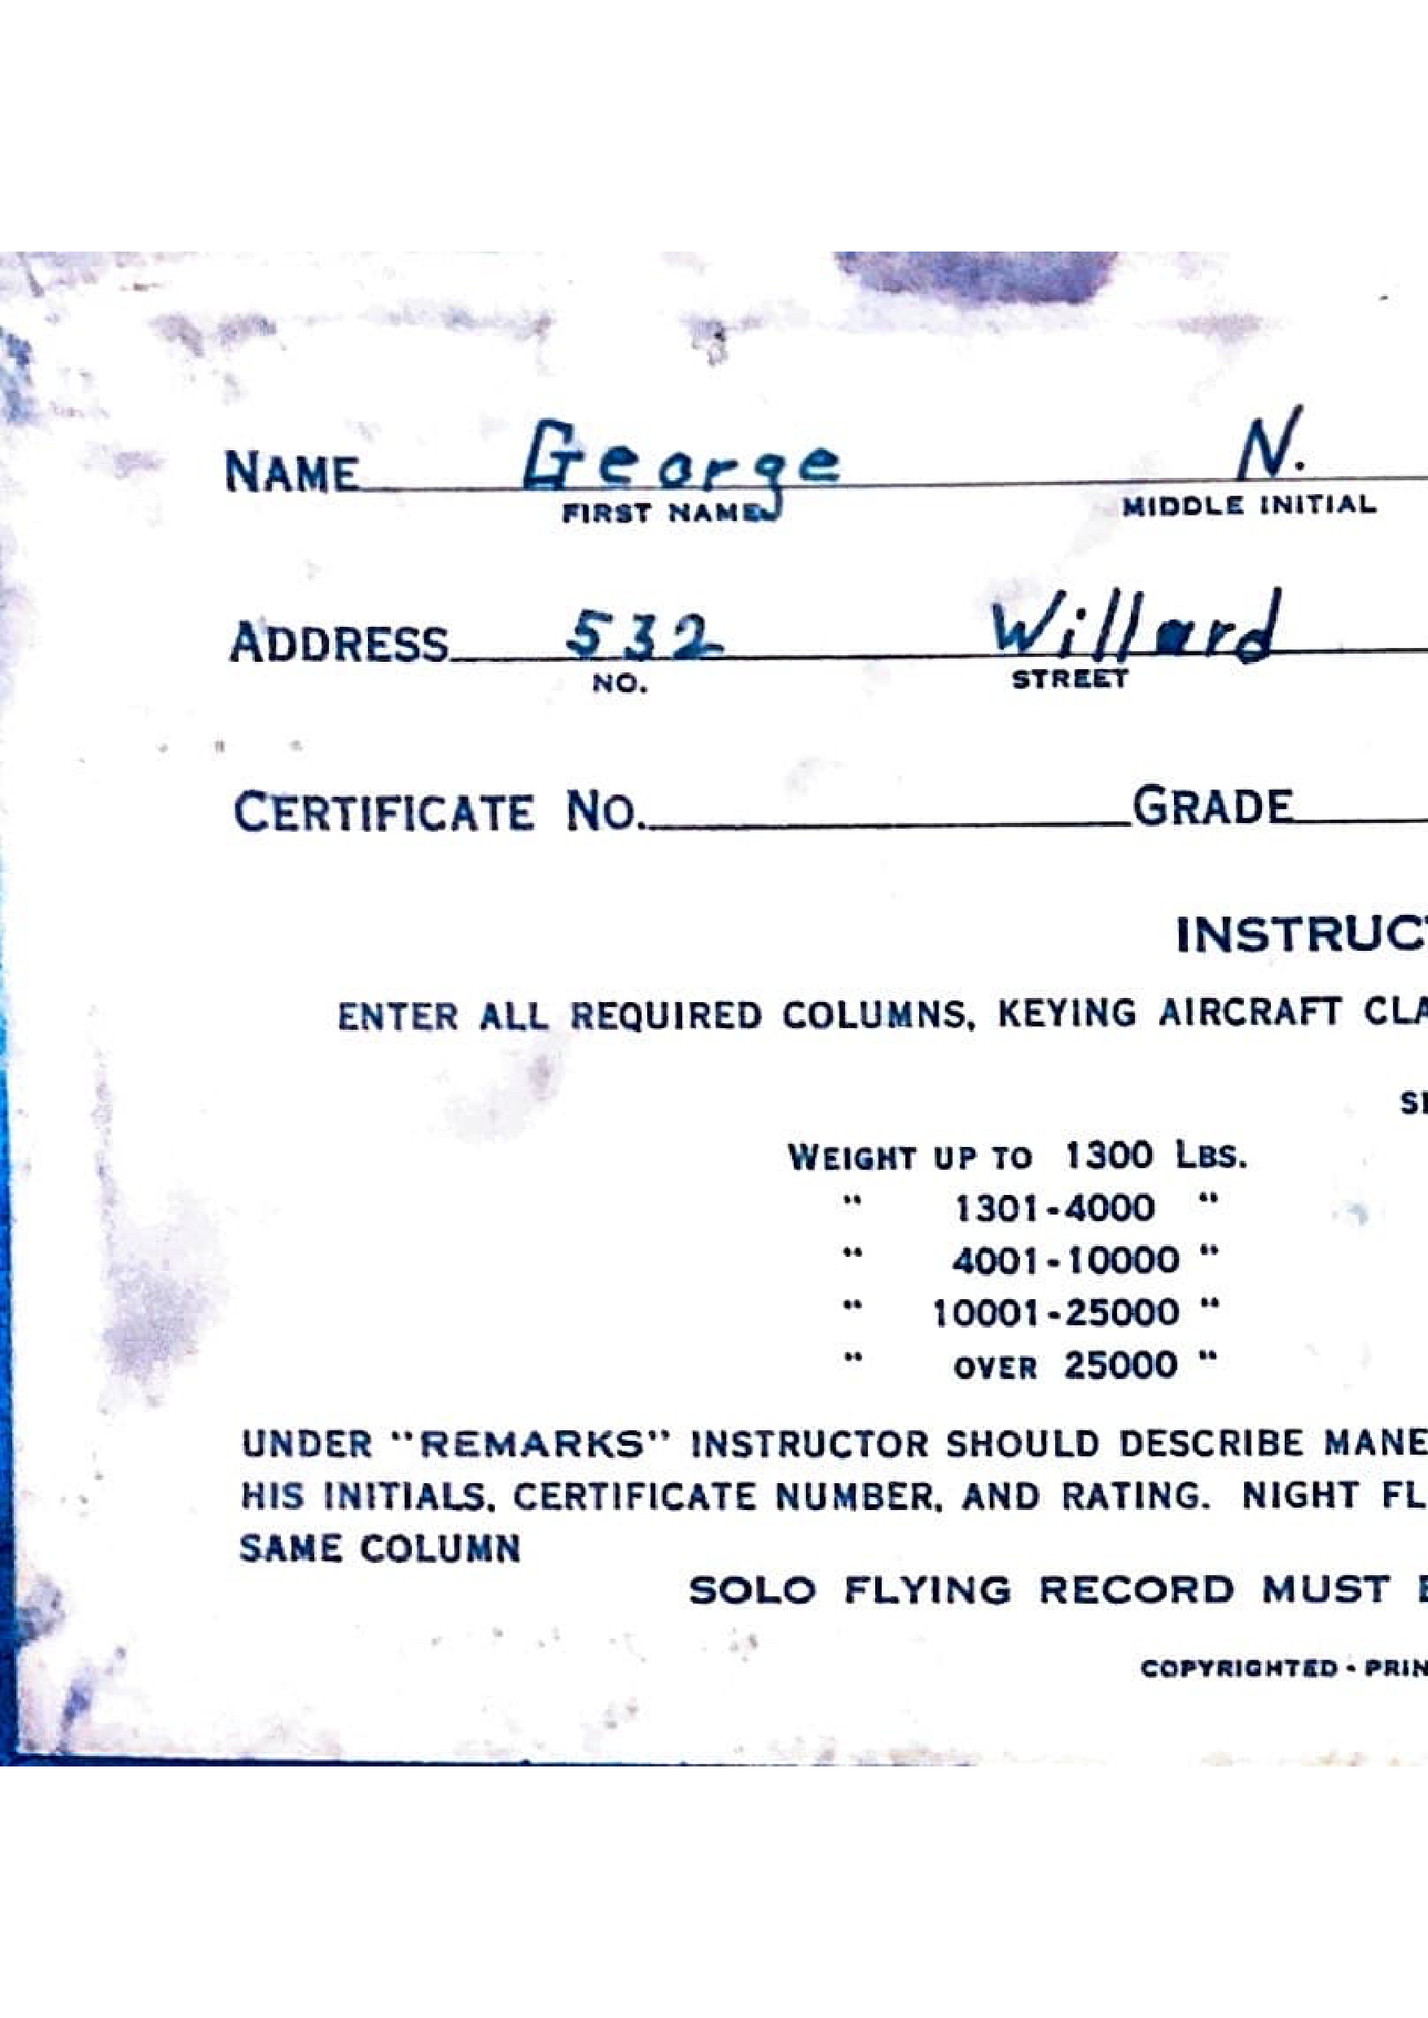 NAME George N.
FIRST NAME MIDDLE INITIAL
ADDRESS 532 Willard
NO. STREET
CERTIFICATE NO. GRADE
INSTRUC
ENTER ALL REQUIRED COLUMNS, KEYING AIRCRAFT CLA
WEIGHT UP TO 1300 LBS.
" 1301-4000 "
" 4001-10000 "
" 10001-25000 "
" OVER 25000 "
UNDER "REMARKS" INSTRUCTOR SHOULD DESCRIBE MANE
HIS INITIALS, CERTIFICATE NUMBER, AND RATING. NIGHT FL
SAME COLUMN
SOLO FLYING RECORD MUST
COPYRIGHTED - PRIN